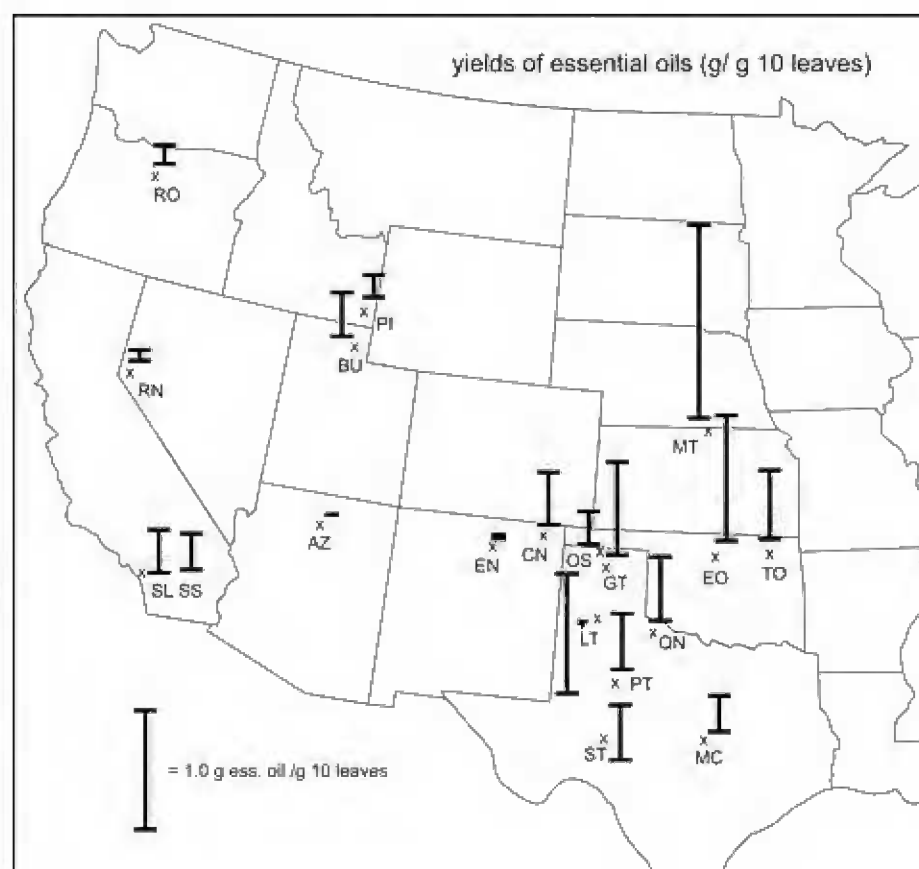 yields of essential oils (g/ g 10 leaves)
RO
PI
BU
RN
MT
AZ
EN
CN
OS
GT
EO
TO
SL SS
LT
QN
PT
ST
MC
= 1.0 g ess. oil /g 10 leaves